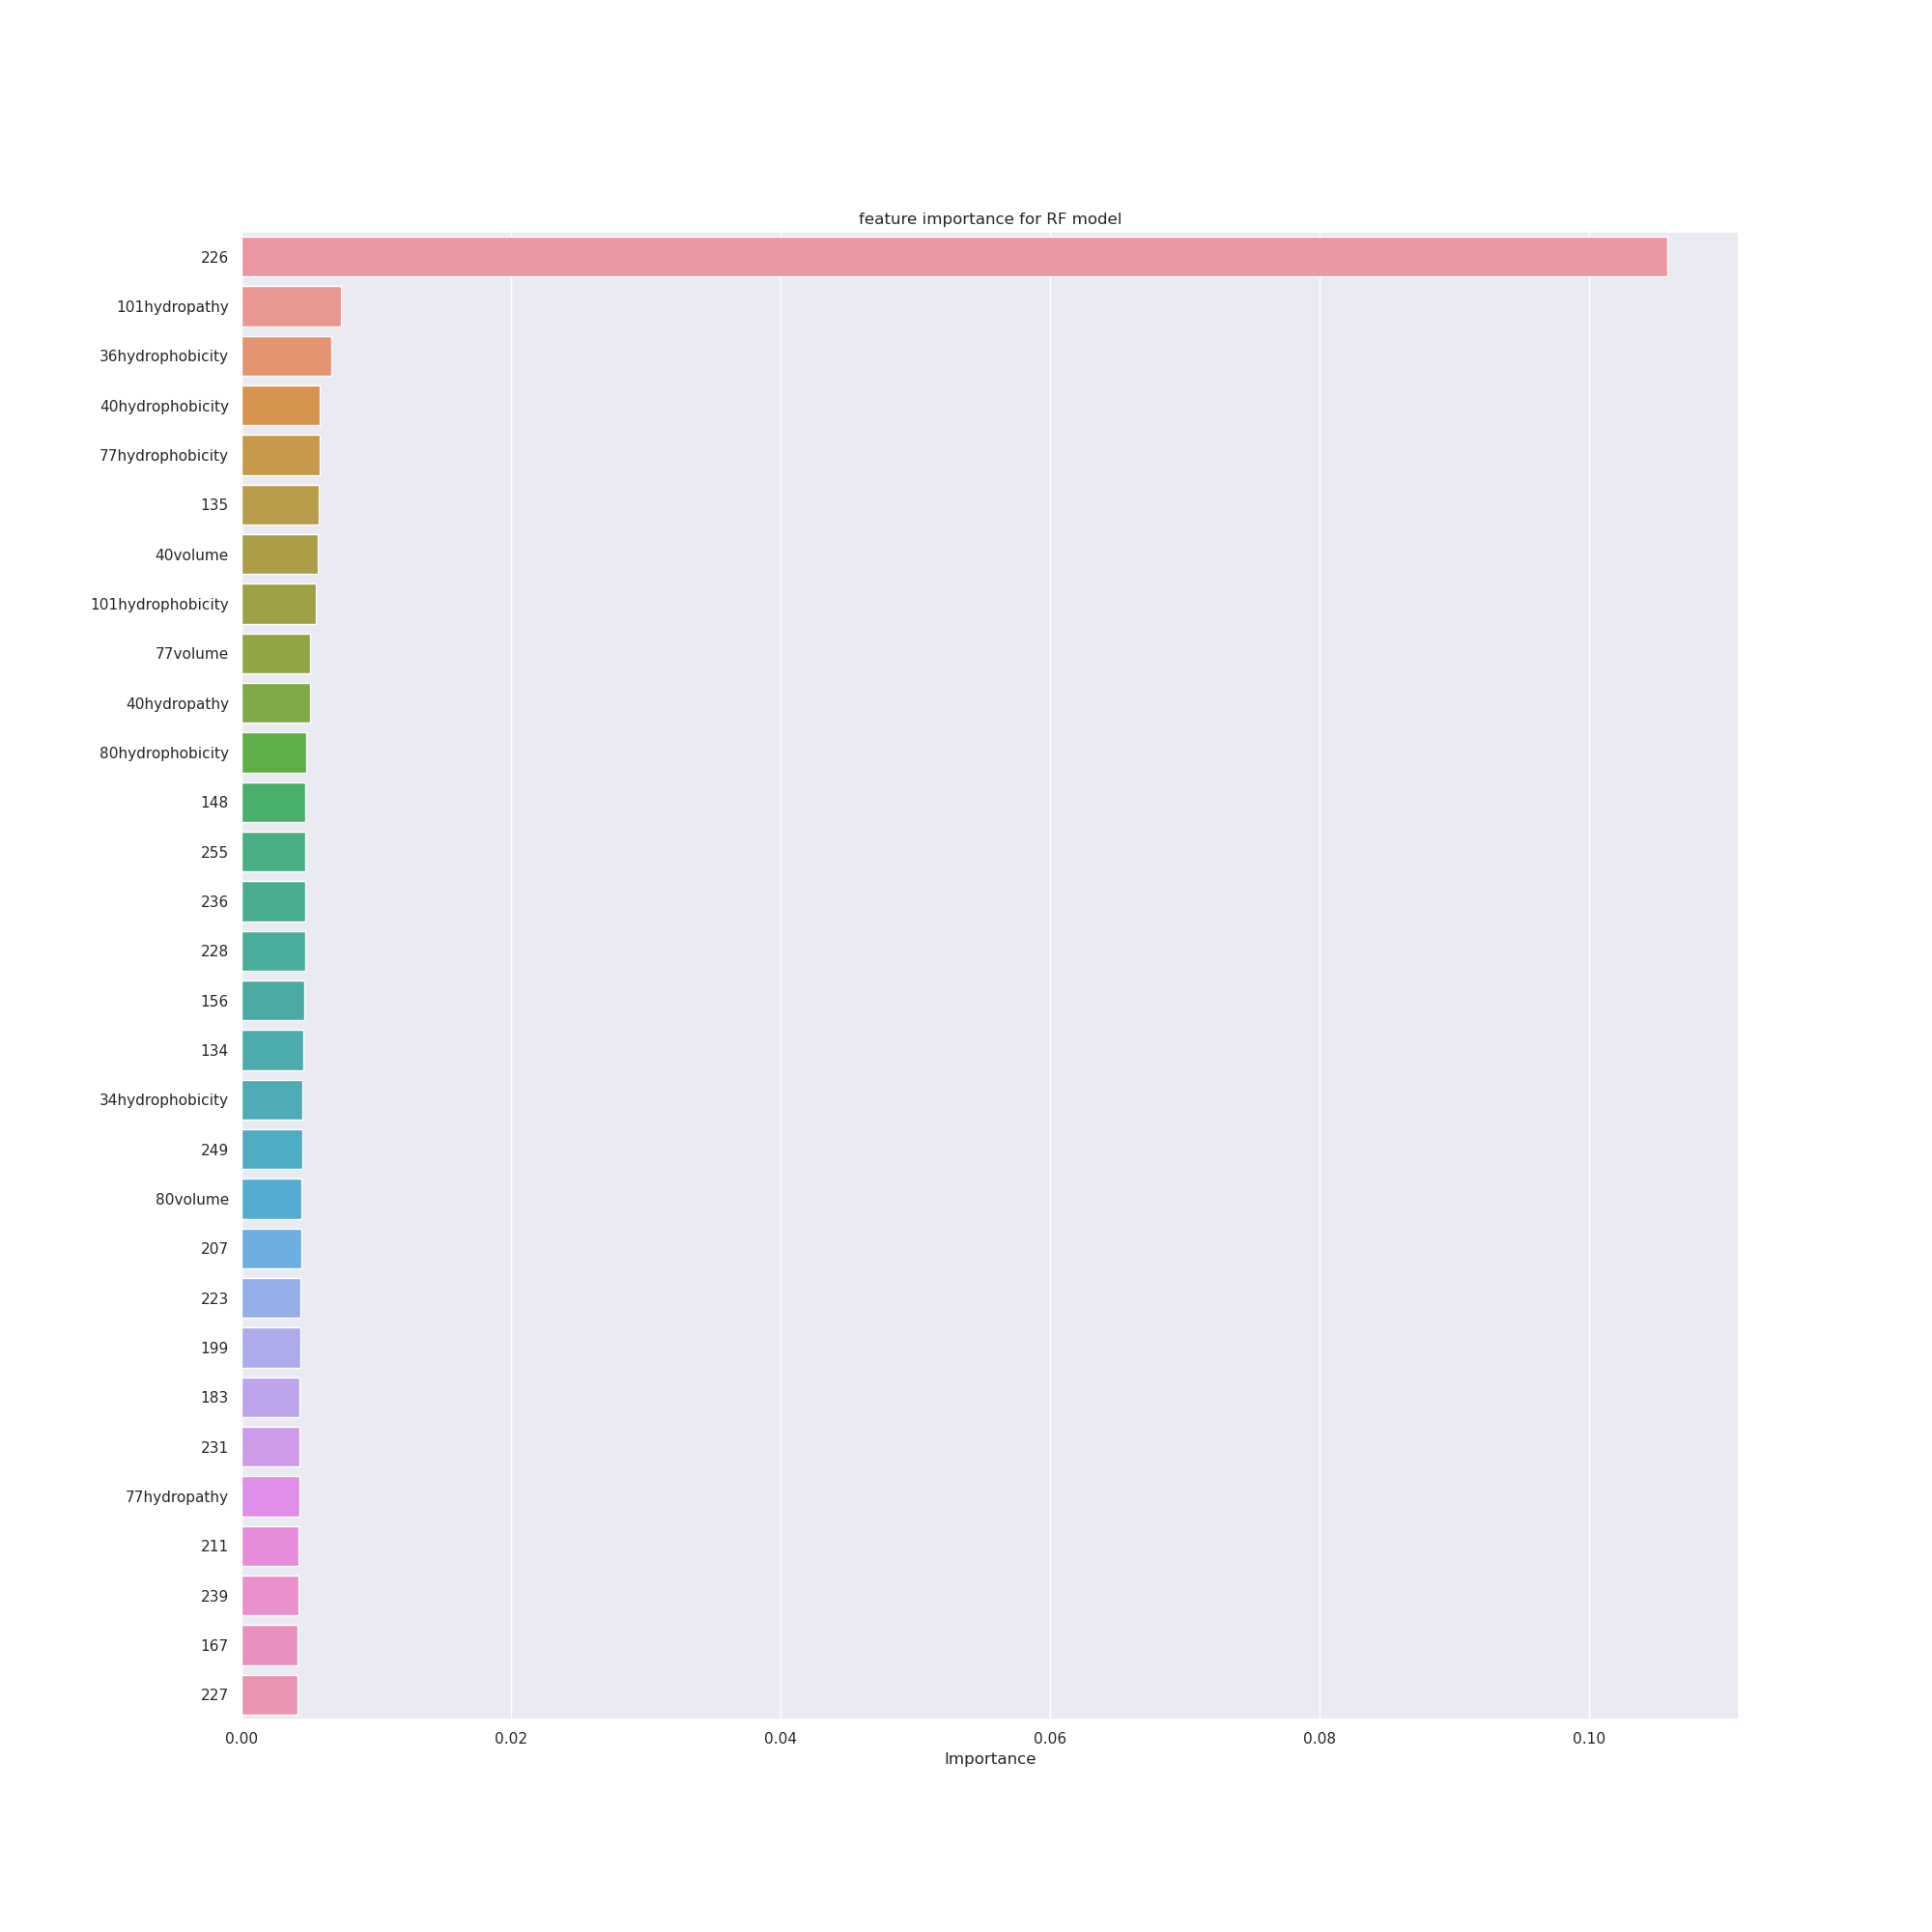 feature importance for RF model
226
101hydropathy
36hydrophobicity
40hydrophobicity
77hydrophobicity
135
40volume
101hydrophobicity
77volume
40hydropathy
80hydrophobicity
148
255
236
228
156
134
34hydrophobicity
249
80volume
207
223
199
183
231
77hydropathy
211
239
167
227
0.00 0.02 0.04 0.06 0.08 0.10
Importance